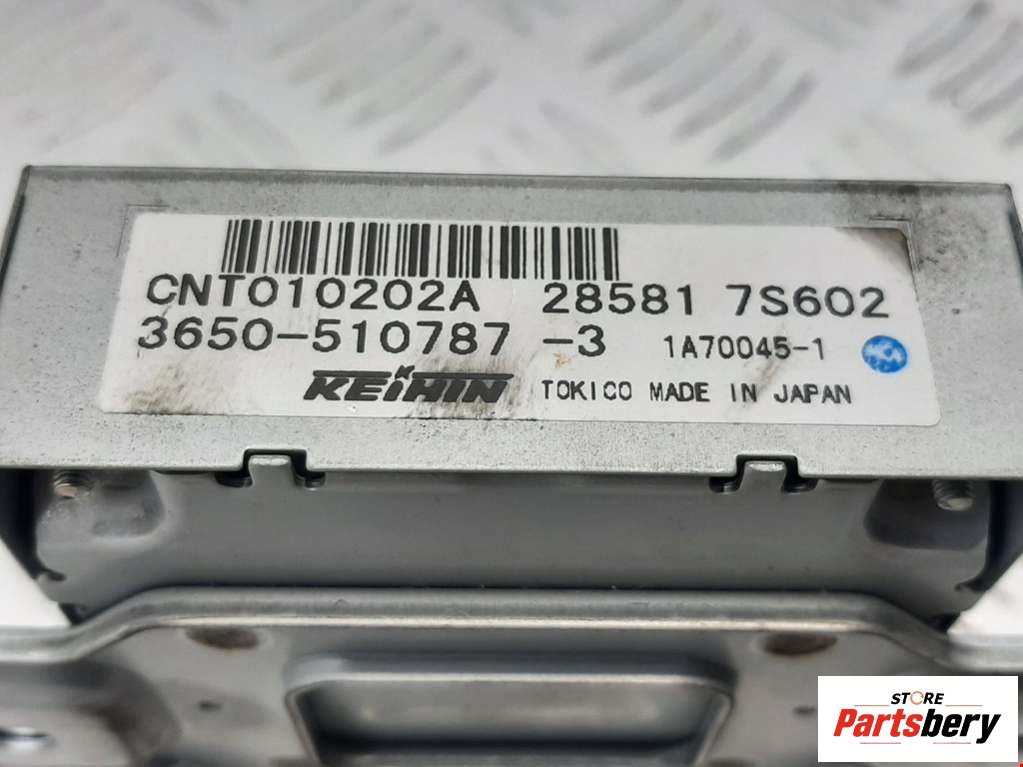 CNT010202A 28581 7S602
3650-510787 -3 1A70045-1
KEIHIN TOKICO MADE IN JAPAN
STORE
Partsbery